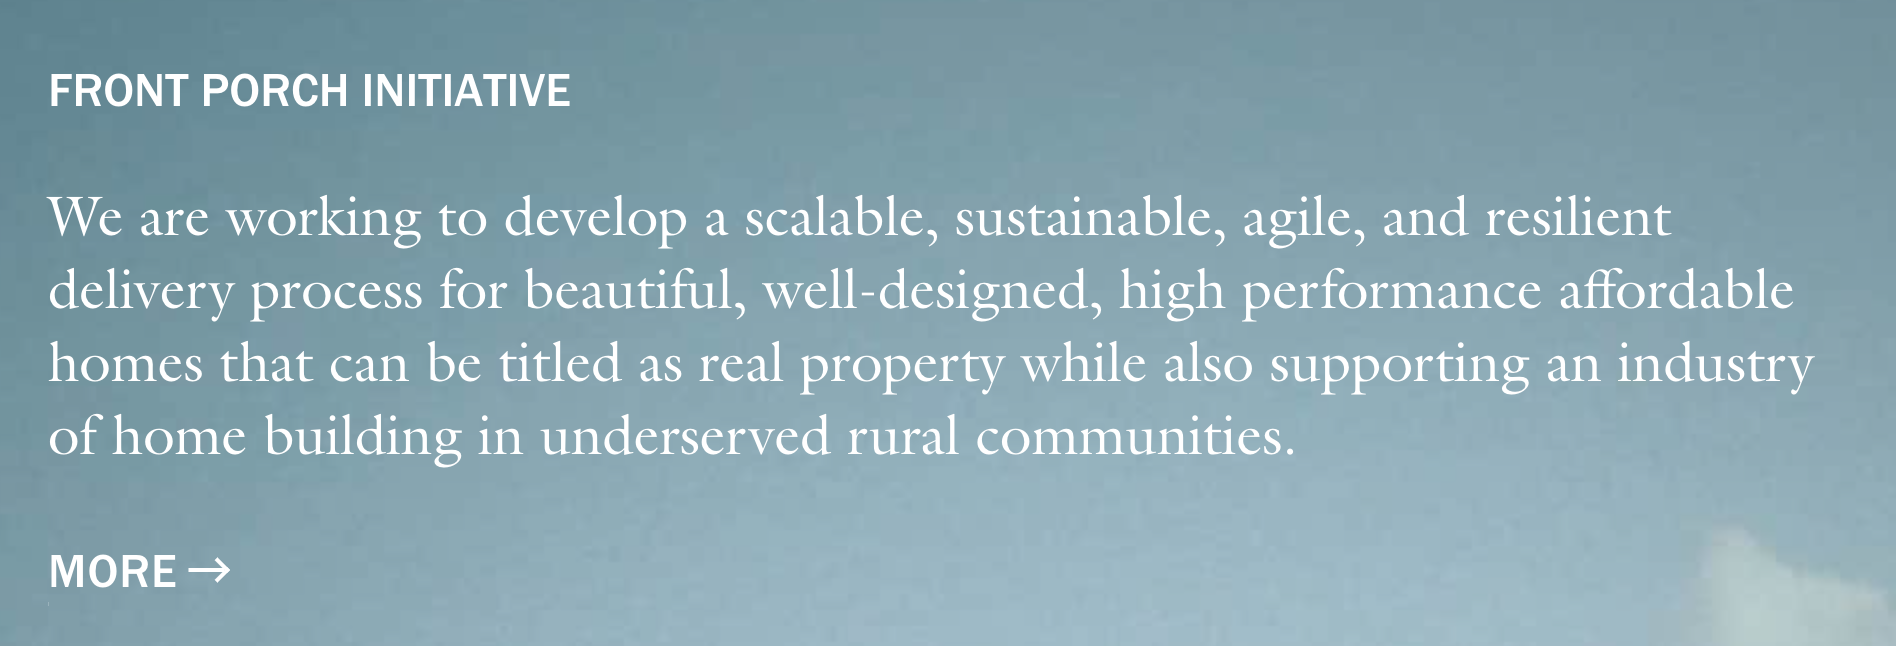 FRONT PORCH INITIATIVE
We are working to develop a scalable, sustainable, agile, and resilient
delivery process for beautiful, well-designed, high performance affordable
homes that can be titled as real property while also supporting an industry
of home building in underserved rural communities.
MORE →